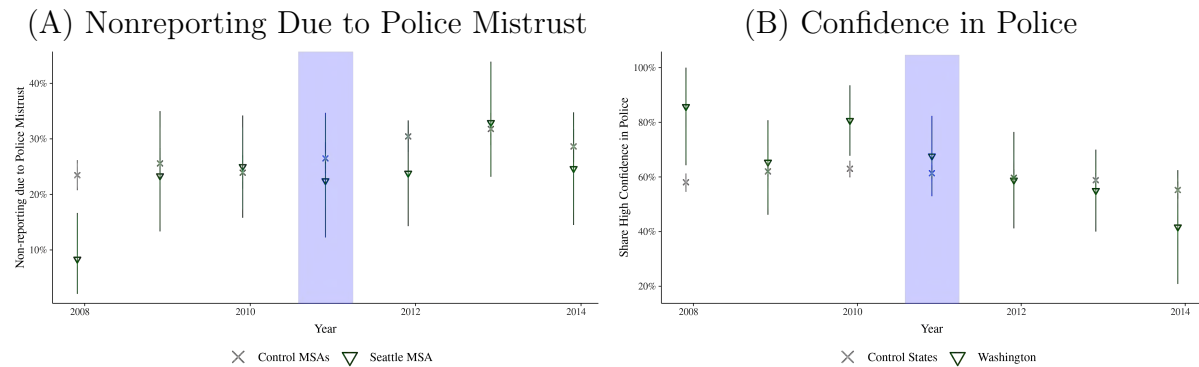 (A) Nonreporting Due to Police Mistrust
Non-reporting due to Police Mistrust
40%
30%
20%
10%
2008
2010
2012
2014
Year
Control MSAs
Seattle MSA
(B) Confidence in Police
Share High Confidence in Police
100%
80%
60%
40%
20%
2008
2010
2012
2014
Year
Control States
Washington